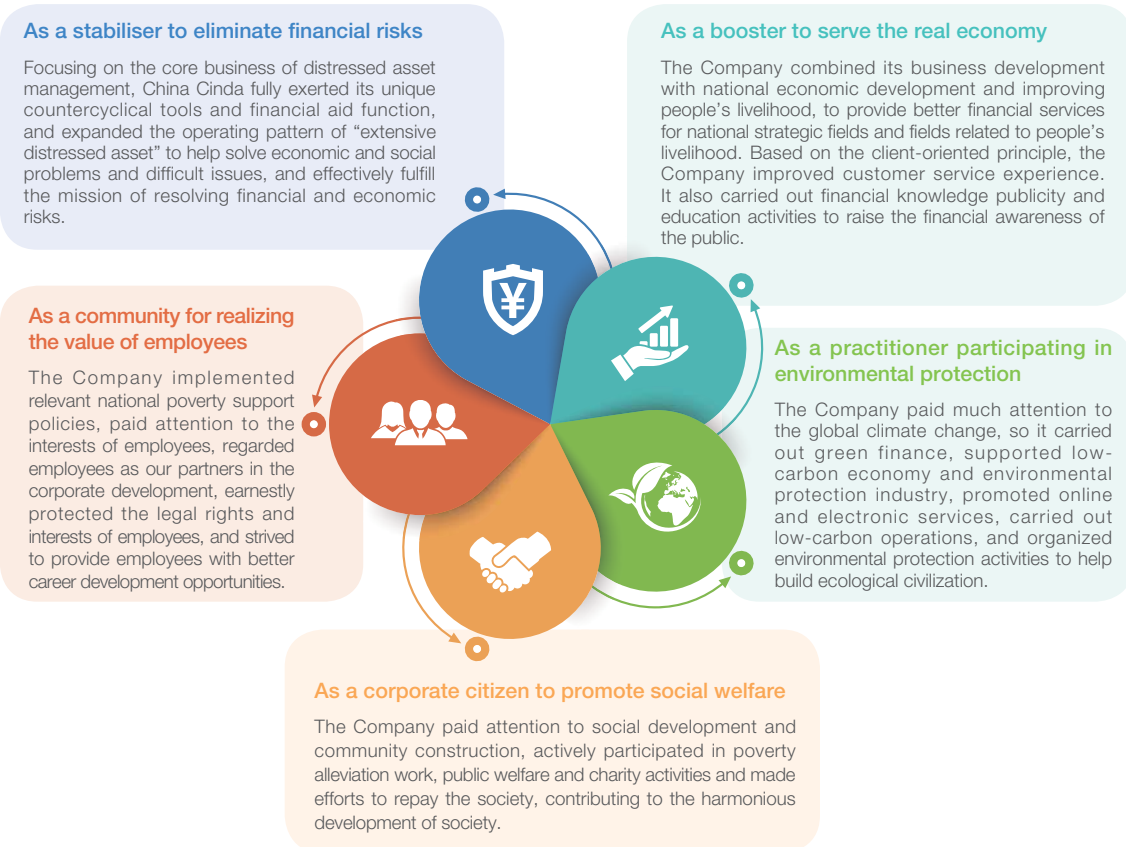 As a stabiliser to eliminate financial risks
Focusing on the core business of distressed asset
management, China Cinda fully exerted its unique
countercyclical tools and financial aid function,
and expanded the operating pattern of “extensive
distressed asset” to help solve economic and social
problems and difficult issues, and effectively fulfill
the mission of resolving financial and economic
risks.
As a booster to serve the real economy
The Company combined its business development
with national economic development and improving
people’s livelihood, to provide better financial services
for national strategic fields and fields related to people’s
livelihood. Based on the client-oriented principle, the
Company improved customer service experience.
It also carried out financial knowledge publicity and
education activities to raise the financial awareness of
the public.
As a community for realizing
the value of employees
The Company implemented
relevant national poverty support
policies, paid attention to the
interests of employees, regarded
employees as our partners in the
corporate development, earnestly
protected the legal rights and
interests of employees, and strived
to provide employees with better
career development opportunities.
¥
As a practitioner participating in
environmental protection
The Company paid much attention to
the global climate change, so it carried
out green finance, supported low-
carbon economy and environmental
protection industry, promoted online
and electronic services, carried out
low-carbon operations, and organized
environmental protection activities to help
build ecological civilization.
As a corporate citizen to promote social welfare
The Company paid attention to social development and
community construction, actively participated in poverty
alleviation work, public welfare and charity activities and made
efforts to repay the society, contributing to the harmonious
development of society.